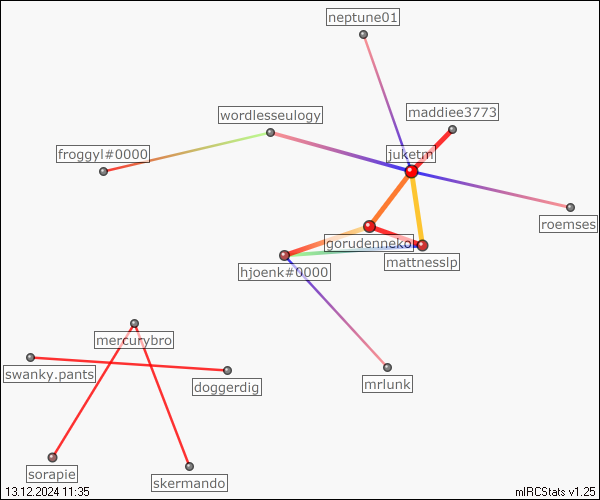 neptune01
maddiee3773
wordlesseulogy
froggyl#0000
juketm
roemses
gorudenneko
mattnesslp
hjoenk#0000
mercurybro
swanky.pants
doggerdig
mrlunk
sorapie
skermando
13.12.2024 11:35
mIRCStats v1.25